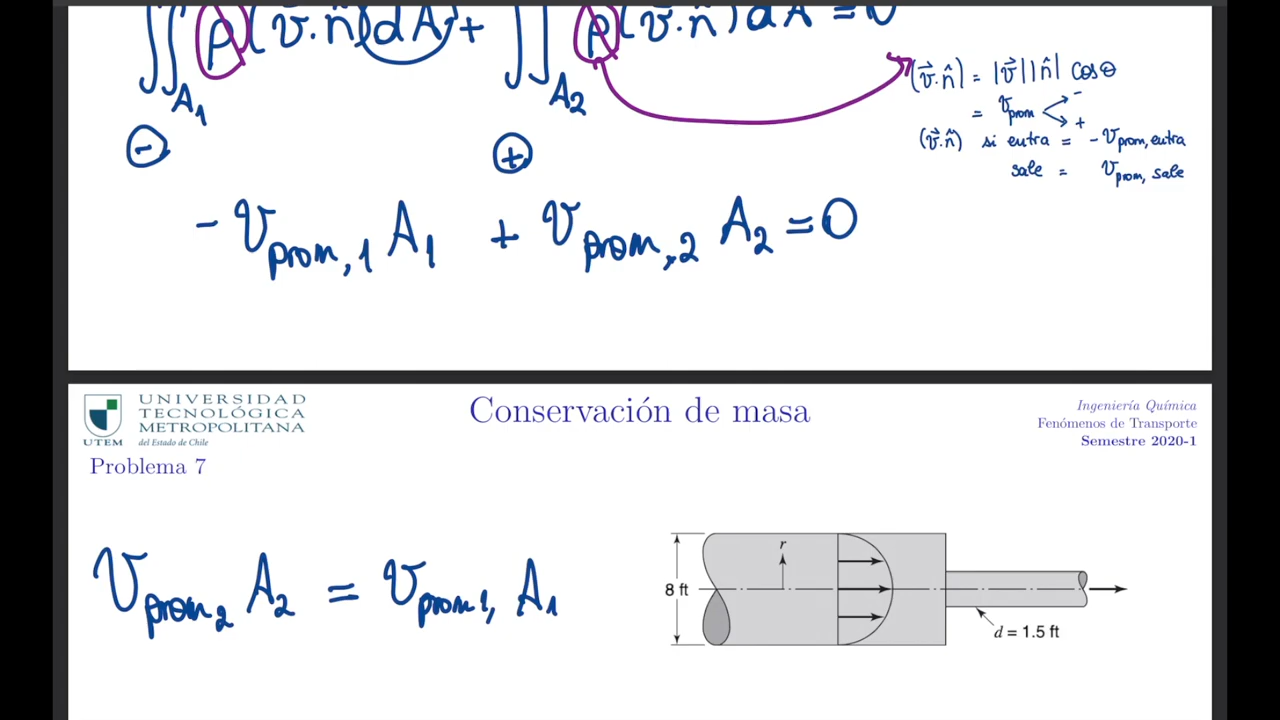 ∬A₁ ρ(v⃗·n̂)dA + ∬A₂ ρ(v⃗·n̂)dA = 0
(v⃗·n̂) = |v⃗||n̂| cosθ
= vprom < - +
(v⃗·n̂) si entra = -vprom,entra
sale = vprom, sale
- +
-vprom,1 A₁ + vprom,2 A₂ = 0
UNIVERSIDAD
TECNOLÓGICA
METROPOLITANA
del Estado de Chile
UTEM
Conservación de masa
Ingeniería Química
Fenómenos de Transporte
Semestre 2020-1
Problema 7
vprom₂ A₂ = vprom1, A₁
r
8 ft
d = 1.5 ft